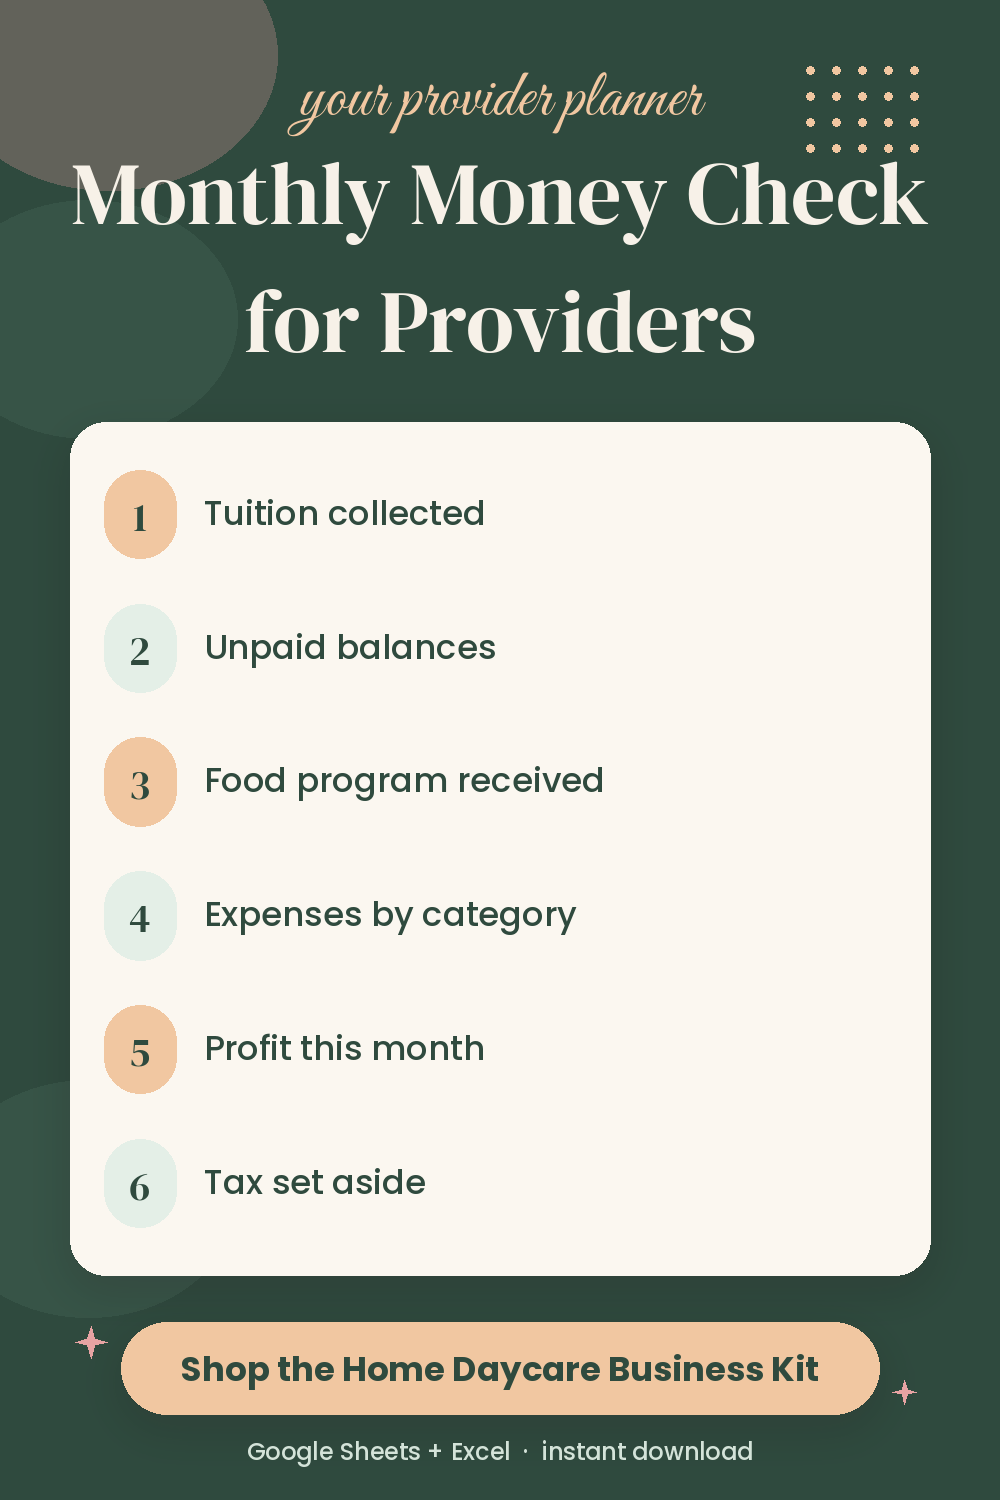 your provider planner
Monthly Money Check
for Providers
1 Tuition collected
2 Unpaid balances
3 Food program received
4 Expenses by category
5 Profit this month
6 Tax set aside
Shop the Home Daycare Business Kit
Google Sheets + Excel · instant download